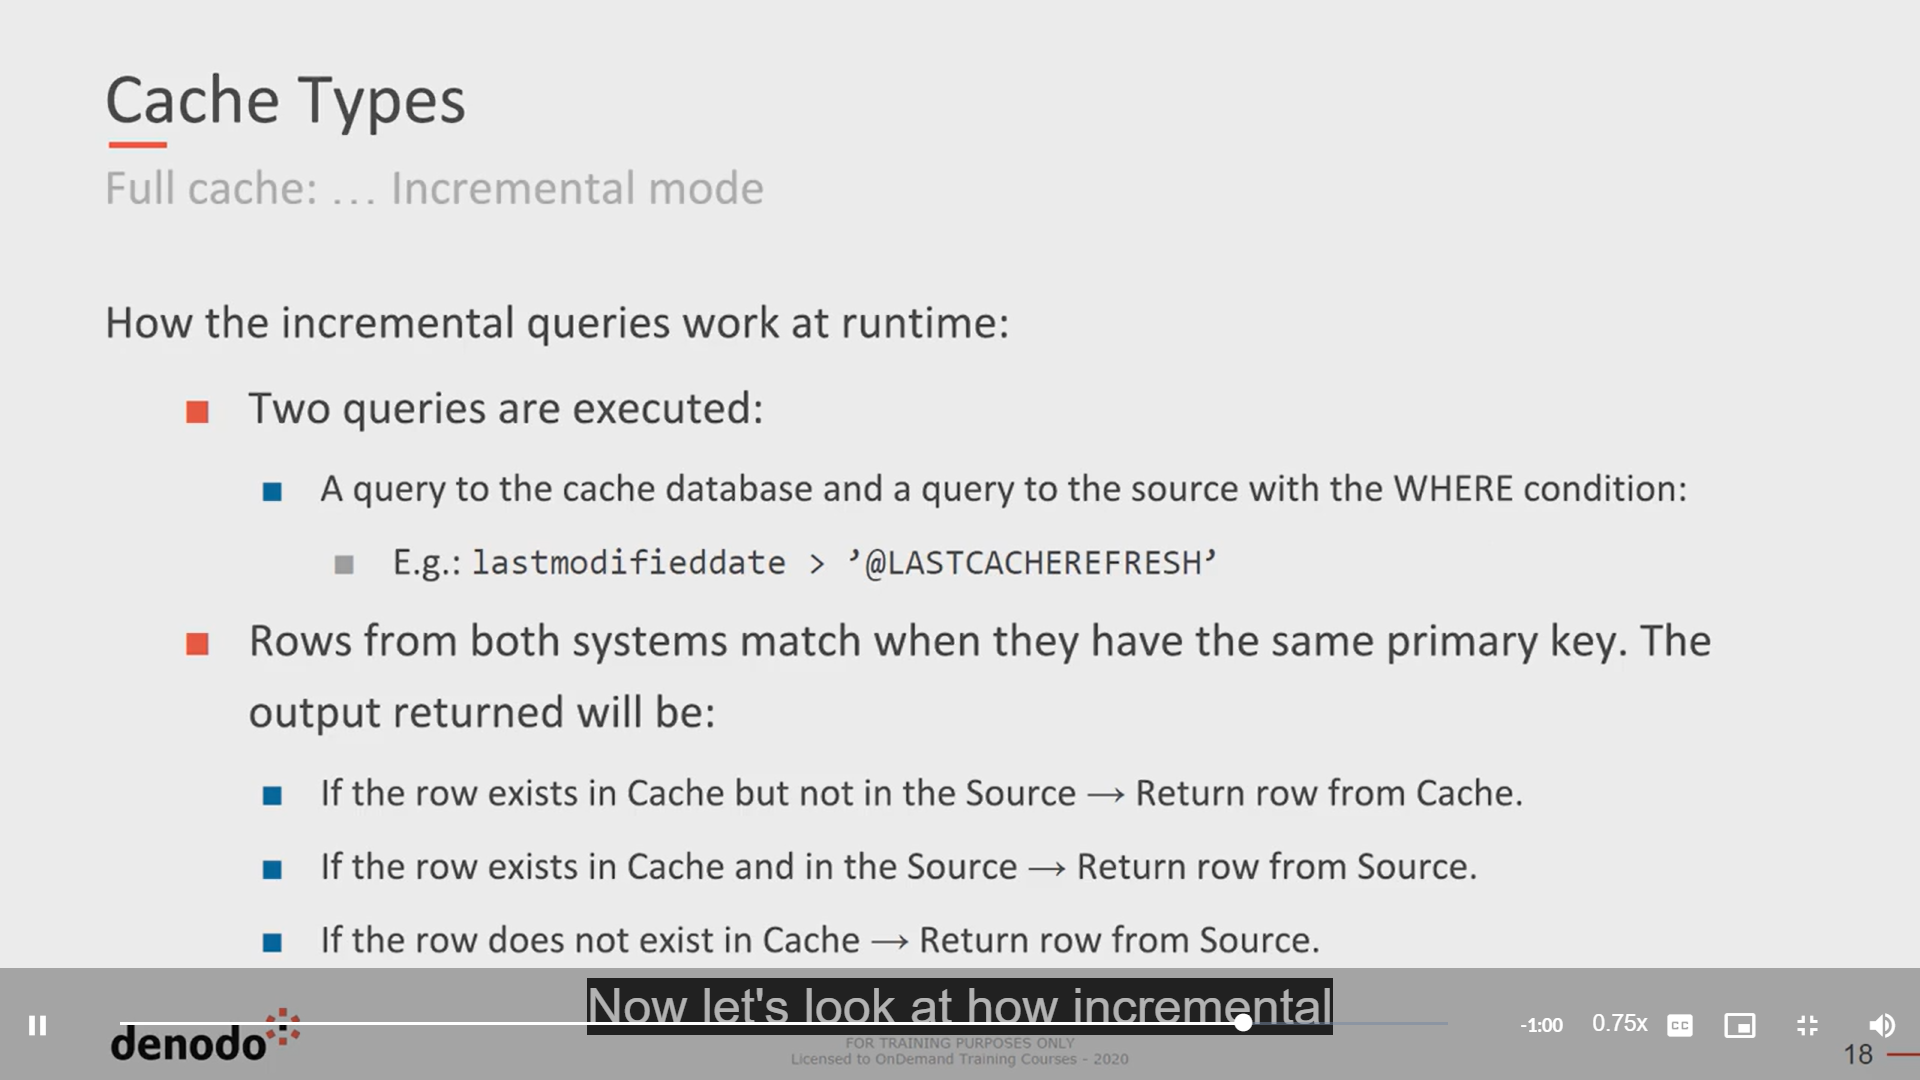 Cache Types
Full cache: ... Incremental mode
How the incremental queries work at runtime:
Two queries are executed:
A query to the cache database and a query to the source with the WHERE condition:
E.g.: lastmodifieddate > ’@LASTCACHEREFRESH’
Rows from both systems match when they have the same primary key. The
output returned will be:
If the row exists in Cache but not in the Source → Return row from Cache.
If the row exists in Cache and in the Source → Return row from Source.
If the row does not exist in Cache → Return row from Source.
Now let's look at how incremental
-1:00
0.75x
CC
denodo
FOR TRAINING PURPOSES ONLY
Licensed to OnDemand Training Courses - 2020
18